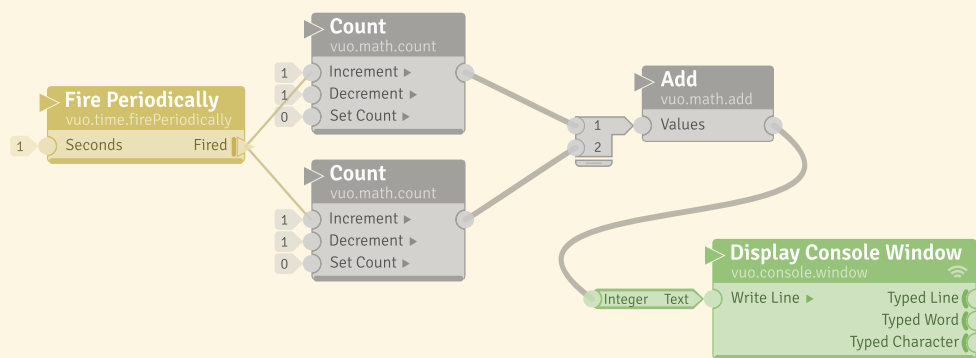 Fire Periodically
vuo.time.firePeriodically
1 Seconds Fired
Count
vuo.math.count
1 Increment
1 Decrement
0 Set Count
Count
vuo.math.count
1 Increment
1 Decrement
0 Set Count
1
2
Add
vuo.math.add
Values
Integer Text
Display Console Window
vuo.console.window
Write Line Typed Line
Typed Word
Typed Character